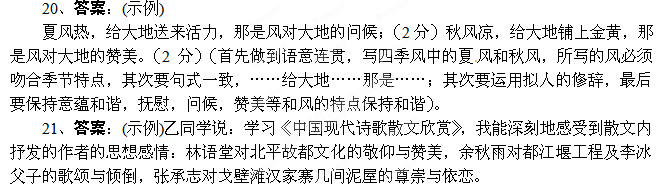 20、答案：(示例)
夏风热，给大地送来活力，那是风对大地的问候；(2 分）秋风凉，给大地铺上金黄，那
是风对大地的赞美。(2 分）（首先做到语意连贯，写四季风中的夏风和秋风，所写的风必须
吻合季节特点，其次要句式一致，……给大地……那是……；其次要运用拟人的修辞，最后
要保持意蕴和谐，抚慰，问候，赞美等和风的特点保持和谐）。
21、答案：(示例)乙同学说：学习《中国现代诗歌散文欣赏》，我能深刻地感受到散文内
抒发的作者的思想感情：林语堂对北平故都文化的敬仰与赞美，余秋雨对都江堰工程及李冰
父子的歌颂与倾倒，张承志对戈壁滩汉家寨几间泥屋的尊崇与依恋。